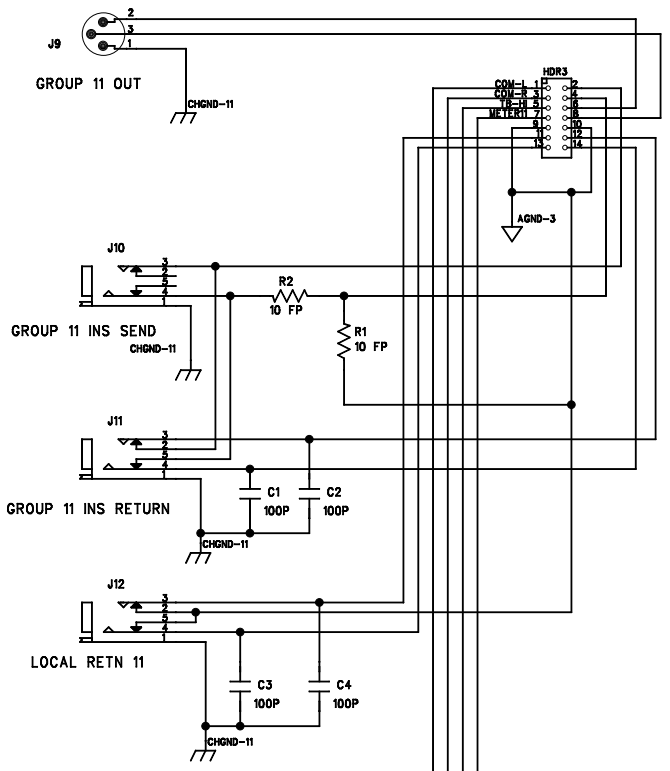 2
J9
3
1
GROUP 11 OUT
CHGND-11
HDR3
COM-L 1 2
COM-R 3 4
TB-HI 5 6
METER11 7 8
9 10
11 12
13 14
AGND-3
J10
3
2
5
4
1
R2
10 FP
R1
10 FP
GROUP 11 INS SEND
CHGND-11
J11
3
2
5
4
1
C1
100P
C2
100P
GROUP 11 INS RETURN
CHGND-11
J12
3
2
5
4
1
LOCAL RETN 11
C3
100P
C4
100P
CHGND-11